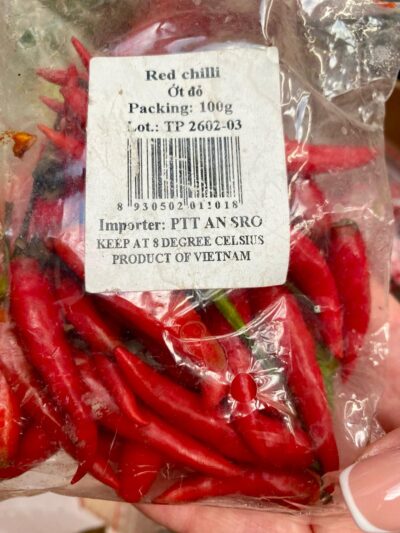 Red chilli
Ớt đỏ
Packing: 100g
Lot.: TP 2602-03
8 930502 011018
Importer: PTT AN SRO
KEEP AT 8 DEGREE CELSIUS
PRODUCT OF VIETNAM